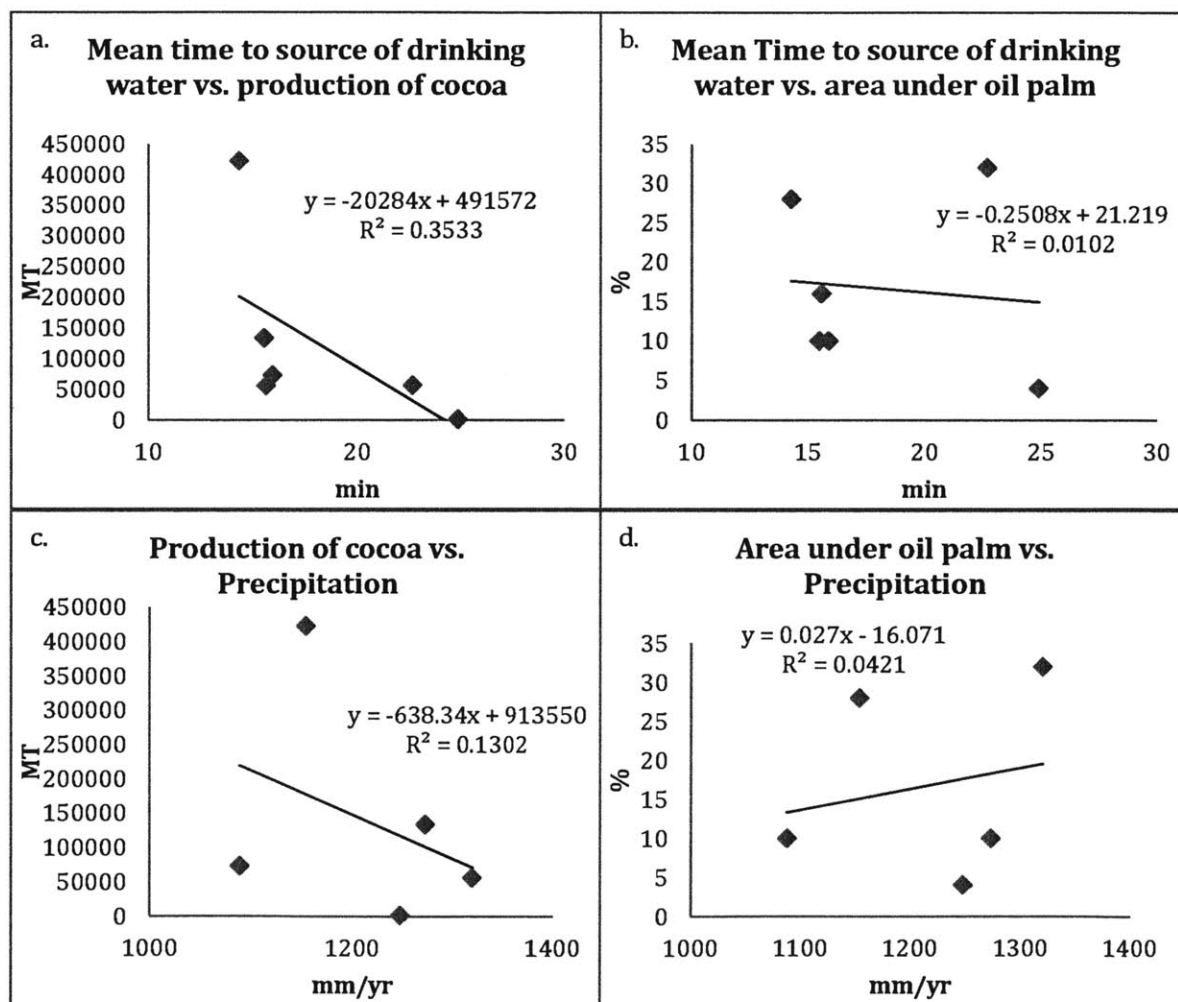 a.
Mean time to source of drinking
water vs. production of cocoa
450000
400000
350000
300000
250000
200000
150000
100000
50000
0
MT
y = -20284x + 491572
R² = 0.3533
10
20
30
min
b.
Mean Time to source of drinking
water vs. area under oil palm
35
30
25
20
15
10
5
0
%
y = -0.2508x + 21.219
R² = 0.0102
10
15
20
25
30
min
c.
Production of cocoa vs.
Precipitation
450000
400000
350000
300000
250000
200000
150000
100000
50000
0
MT
y = -638.34x + 913550
R² = 0.1302
1000
1200
1400
mm/yr
d.
Area under oil palm vs.
Precipitation
35
30
25
20
15
10
5
0
%
y = 0.027x - 16.071
R² = 0.0421
1000
1100
1200
1300
1400
mm/yr